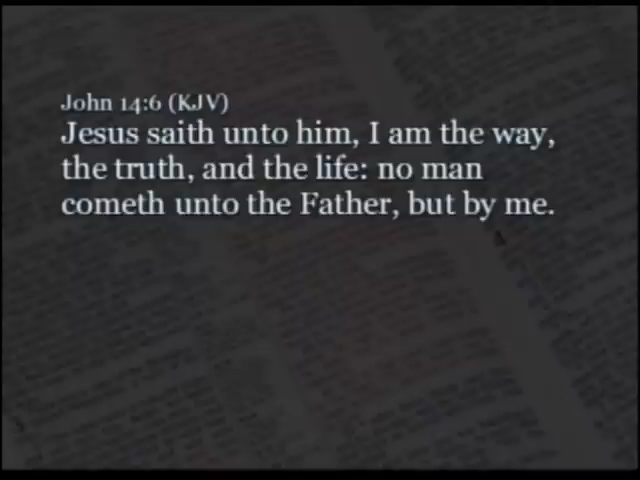 John 14:6 (KJV)
Jesus saith unto him, I am the way,
the truth, and the life: no man
cometh unto the Father, but by me.